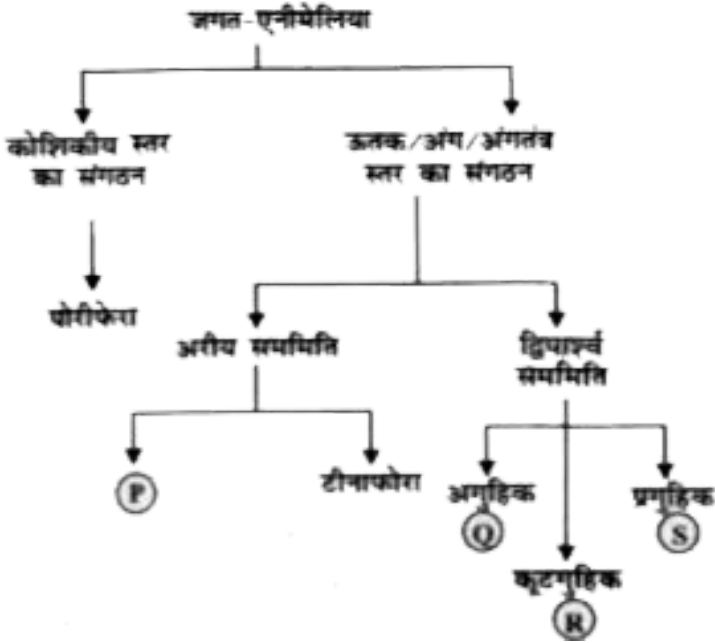 जगत-एनीमेलिया
कोशिकीय स्तर
का संगठन
ऊतक/अंग/अंगतंत्र
स्तर का संगठन
पोरीफेरा
अरीय सममिति
द्विपार्श्व
सममिति
P
टीनाफोरा
अगुहिक
Q
प्रगुहिक
S
कूटगुहिक
R